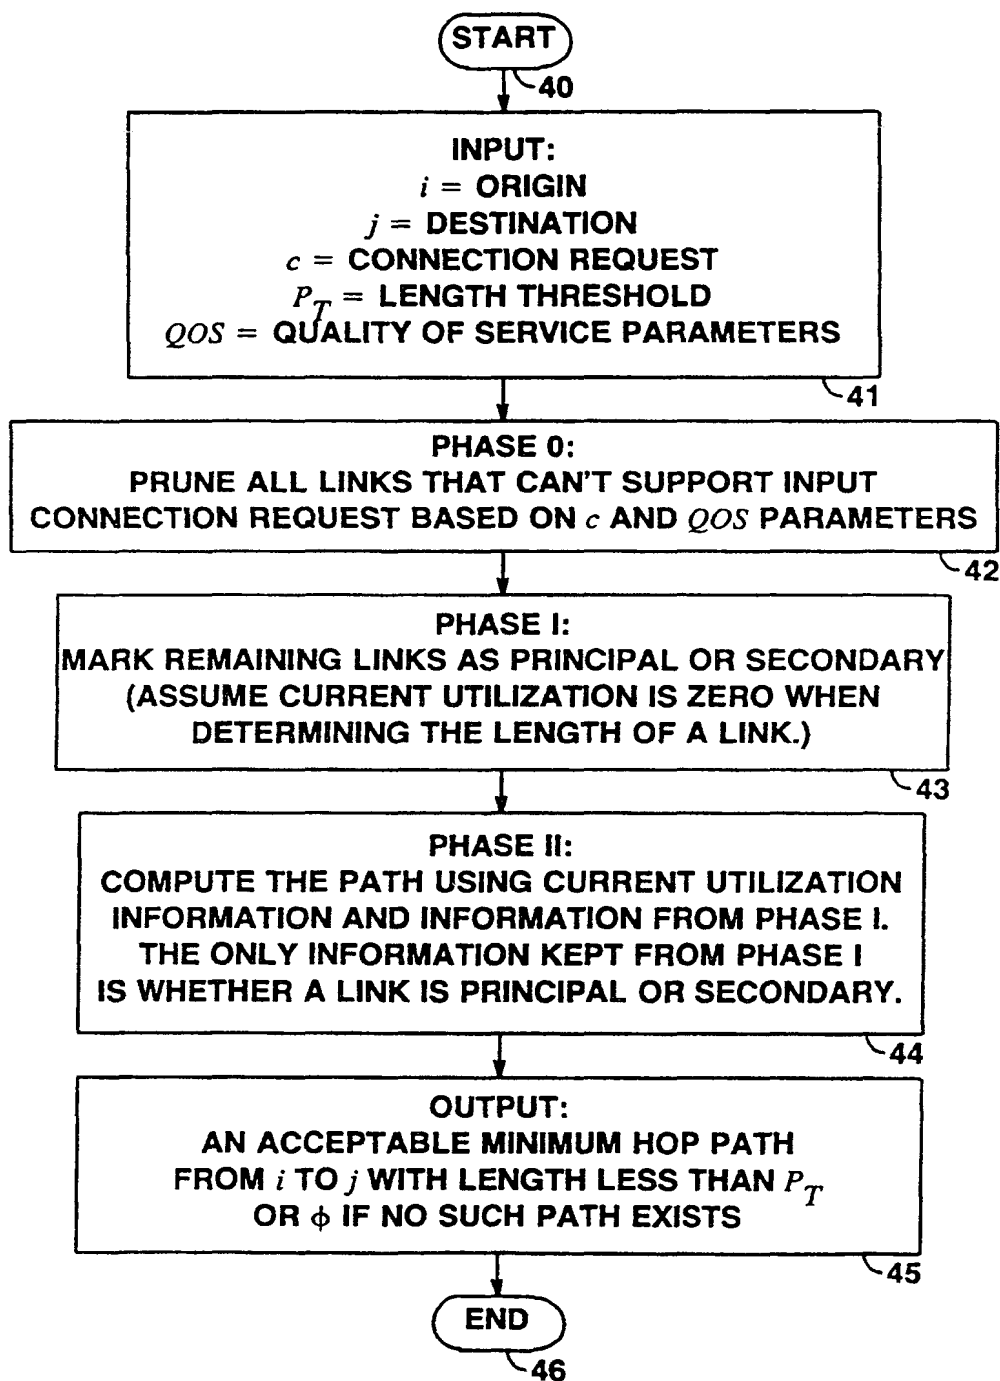 START
40
INPUT:
i = ORIGIN
j = DESTINATION
c = CONNECTION REQUEST
P_T = LENGTH THRESHOLD
QOS = QUALITY OF SERVICE PARAMETERS
41
PHASE 0:
PRUNE ALL LINKS THAT CAN'T SUPPORT INPUT
CONNECTION REQUEST BASED ON c AND QOS PARAMETERS
42
PHASE I:
MARK REMAINING LINKS AS PRINCIPAL OR SECONDARY
(ASSUME CURRENT UTILIZATION IS ZERO WHEN
DETERMINING THE LENGTH OF A LINK.)
43
PHASE II:
COMPUTE THE PATH USING CURRENT UTILIZATION
INFORMATION AND INFORMATION FROM PHASE I.
THE ONLY INFORMATION KEPT FROM PHASE I
IS WHETHER A LINK IS PRINCIPAL OR SECONDARY.
44
OUTPUT:
AN ACCEPTABLE MINIMUM HOP PATH
FROM i TO j WITH LENGTH LESS THAN P_T
OR ϕ IF NO SUCH PATH EXISTS
45
END
46